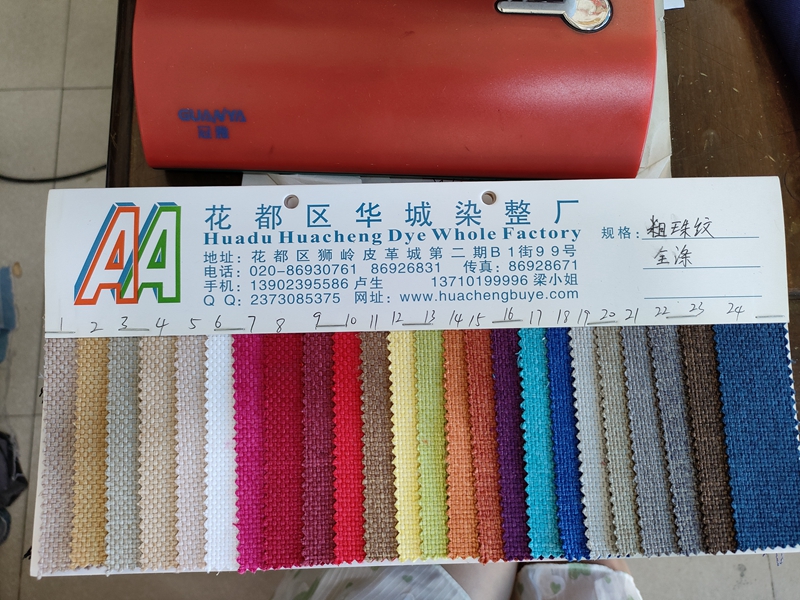 GUANYA
冠雅
AA
花都区华城染整厂
Huadu Huacheng Dye Whole Factory
地址：花都区狮岭皮革城第二期B1街99号
电话：020-86930761 86926831 传真：86928671
手机：13902395586 卢生 13710199996 梁小姐
Q Q：2373085375 网址：www.huachengbuye.com
规格：粗珠纹
全涤
1 2 3 4 5 6 7 8 9 10 11 12 13 14 15 16 17 18 19 20 21 22 23 24